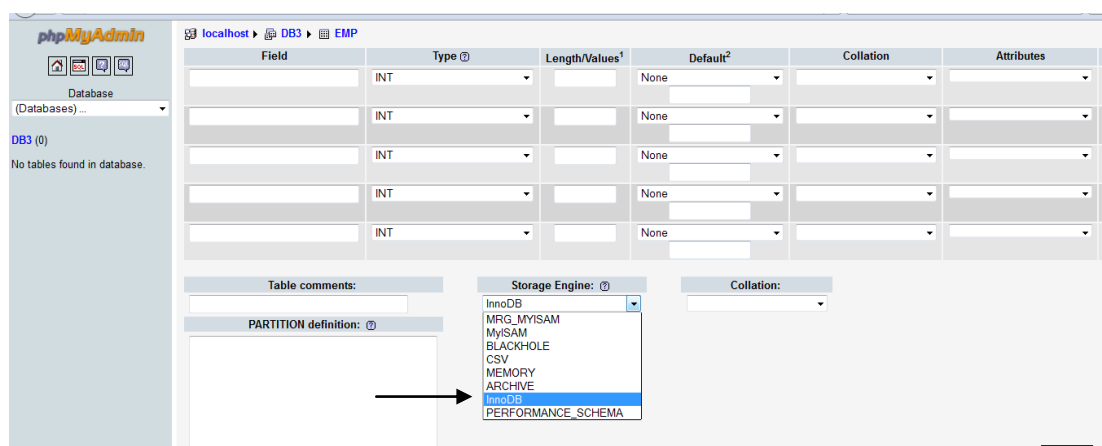 phpMyAdmin
SQL
Database
(Databases) ...
DB3 (0)
No tables found in database.
localhost ▸ DB3 ▸ EMP
Field Type Length/Values1 Default2 Collation Attributes
INT None
INT None
INT None
INT None
INT None
Table comments: Storage Engine: Collation:
InnoDB
PARTITION definition:
MRG_MYISAM
MyISAM
BLACKHOLE
CSV
MEMORY
ARCHIVE
InnoDB
PERFORMANCE_SCHEMA